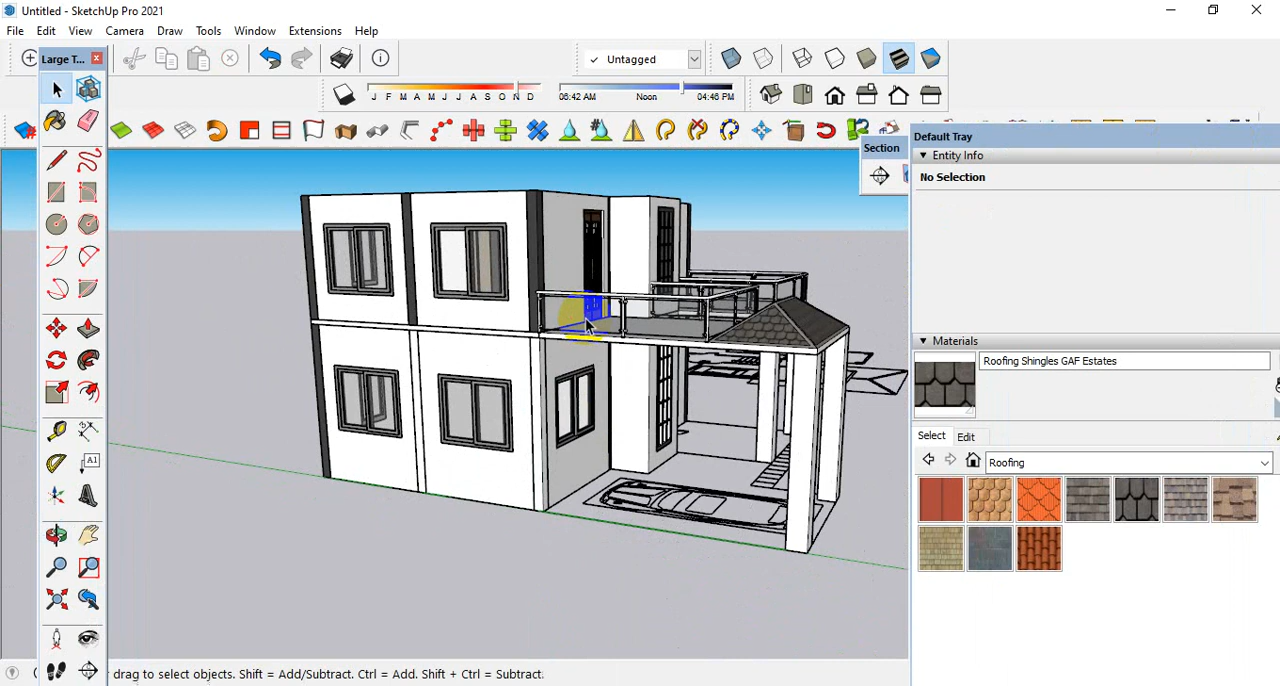 Untitled - SketchUp Pro 2021
File Edit View Camera Draw Tools Window Extensions Help
Large T...
Untagged
J F M A M J J A S O N D
06:42 AM Noon 04:46 PM
Section
Default Tray
Entity Info
No Selection
Materials
Roofing Shingles GAF Estates
Select Edit
Roofing
A1
drag to select objects. Shift = Add/Subtract. Ctrl = Add. Shift + Ctrl = Subtract.